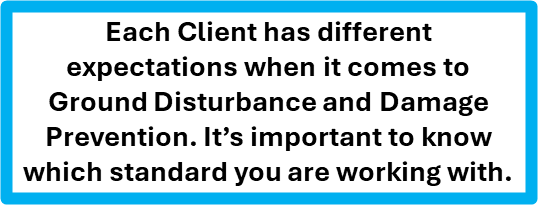 Each Client has different
expectations when it comes to
Ground Disturbance and Damage
Prevention. It’s important to know
which standard you are working with.